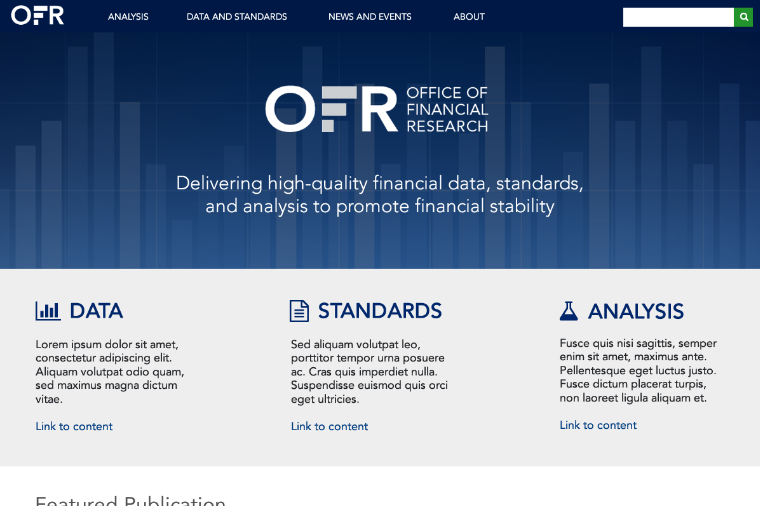 OFR
ANALYSIS
DATA AND STANDARDS
NEWS AND EVENTS
ABOUT
OFR OFFICE OF
FINANCIAL
RESEARCH
Delivering high-quality financial data, standards,
and analysis to promote financial stability
DATA
Lorem ipsum dolor sit amet,
consectetur adipiscing elit.
Aliquam volutpat odio quam,
sed maximus magna dictum
vitae.
Link to content
STANDARDS
Sed aliquam volutpat leo,
porttitor tempor urna posuere
ac. Cras quis imperdiet nulla.
Suspendisse euismod quis orci
eget ultricies.
Link to content
ANALYSIS
Fusce quis nisi sagittis, semper
enim sit amet, maximus ante.
Pellentesque eget luctus justo.
Fusce dictum placerat turpis,
non laoreet ligula aliquam et.
Link to content
Featured Publication